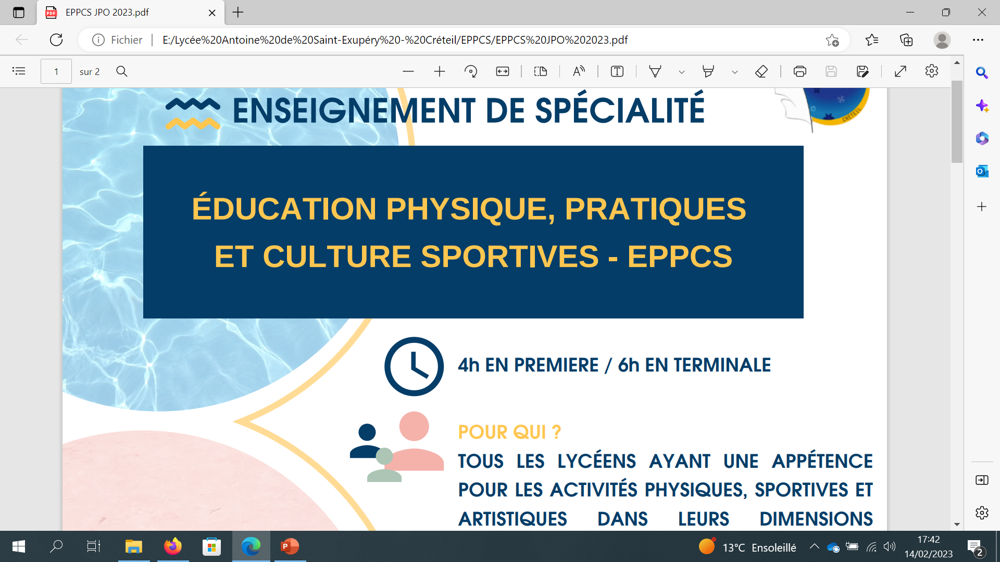 EPPCS JPO 2023.pdf
Fichier
E:/Lycée%20Antoine%20de%20Saint-Exupéry%20-%20Créteil/EPPCS/EPPCS%20JPO%202023.pdf
1 sur 2
ENSEIGNEMENT DE SPÉCIALITÉ
G
CRÉTEIL
ÉDUCATION PHYSIQUE, PRATIQUES
ET CULTURE SPORTIVES - EPPCS
4h EN PREMIERE / 6h EN TERMINALE
POUR QUI ?
TOUS LES LYCÉENS AYANT UNE APPÉTENCE
POUR LES ACTIVITÉS PHYSIQUES, SPORTIVES ET
ARTISTIQUES DANS LEURS DIMENSIONS
13°C Ensoleillé
17:42
14/02/2023
2